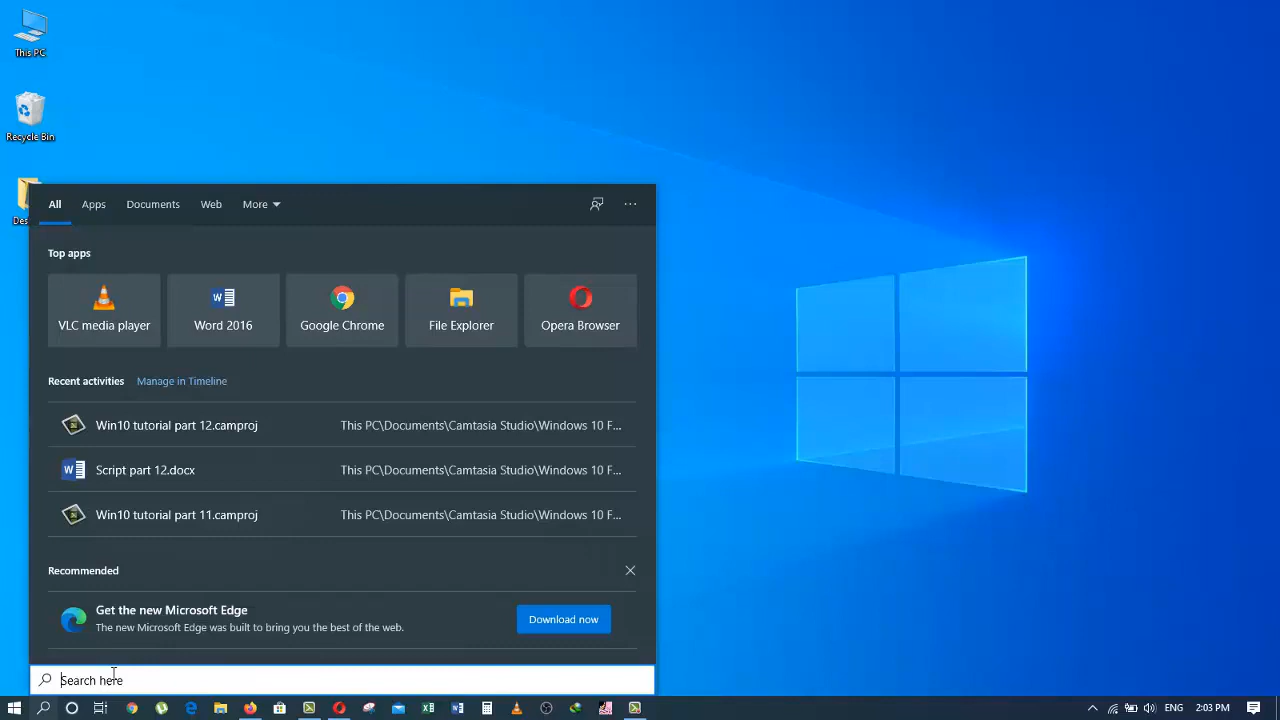 This PC
Recycle Bin
Des
All Apps Documents Web More
Top apps
VLC media player Word 2016 Google Chrome File Explorer Opera Browser
Recent activities Manage in Timeline
Win10 tutorial part 12.camproj This PC\Documents\Camtasia Studio\Windows 10 F...
Script part 12.docx This PC\Documents\Camtasia Studio\Windows 10 F...
Win10 tutorial part 11.camproj This PC\Documents\Camtasia Studio\Windows 10 F...
Recommended
Get the new Microsoft Edge
The new Microsoft Edge was built to bring you the best of the web.
Download now
Search here
ENG 2:03 PM